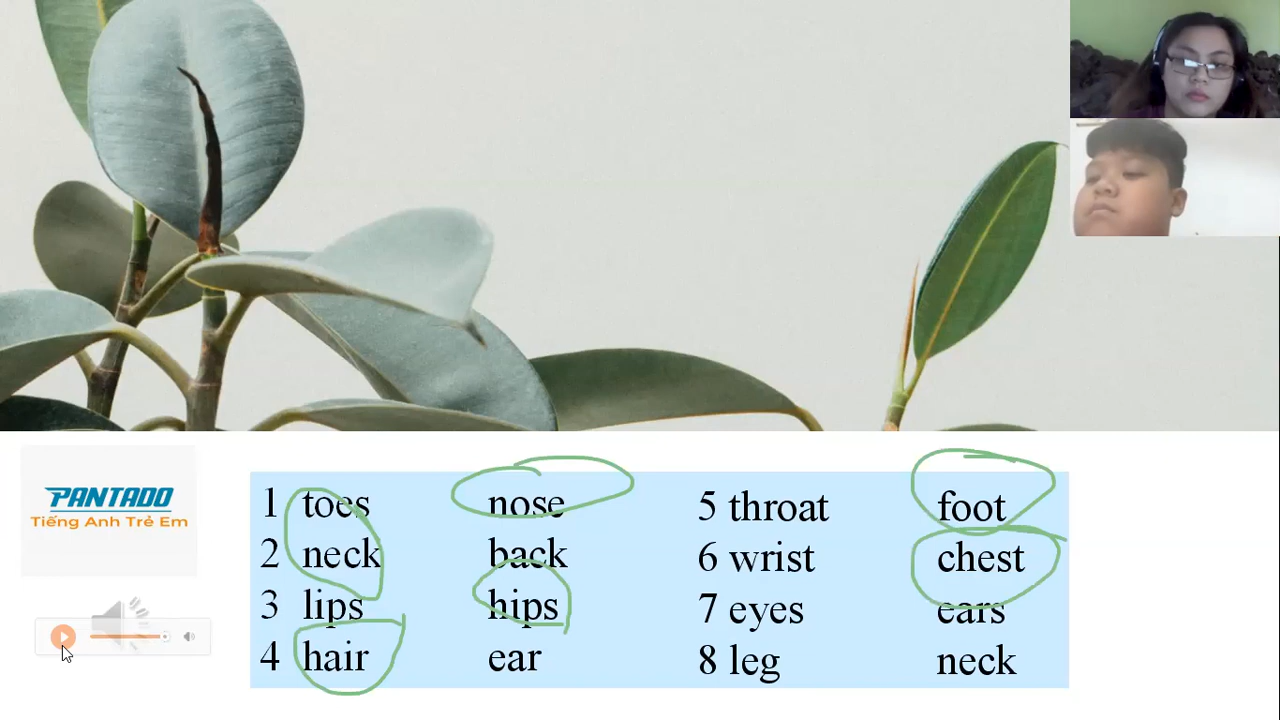 PANTADO
Tiếng Anh Trẻ Em
1 toes nose 5 throat foot
2 neck back 6 wrist chest
3 lips hips 7 eyes ears
4 hair ear 8 leg neck